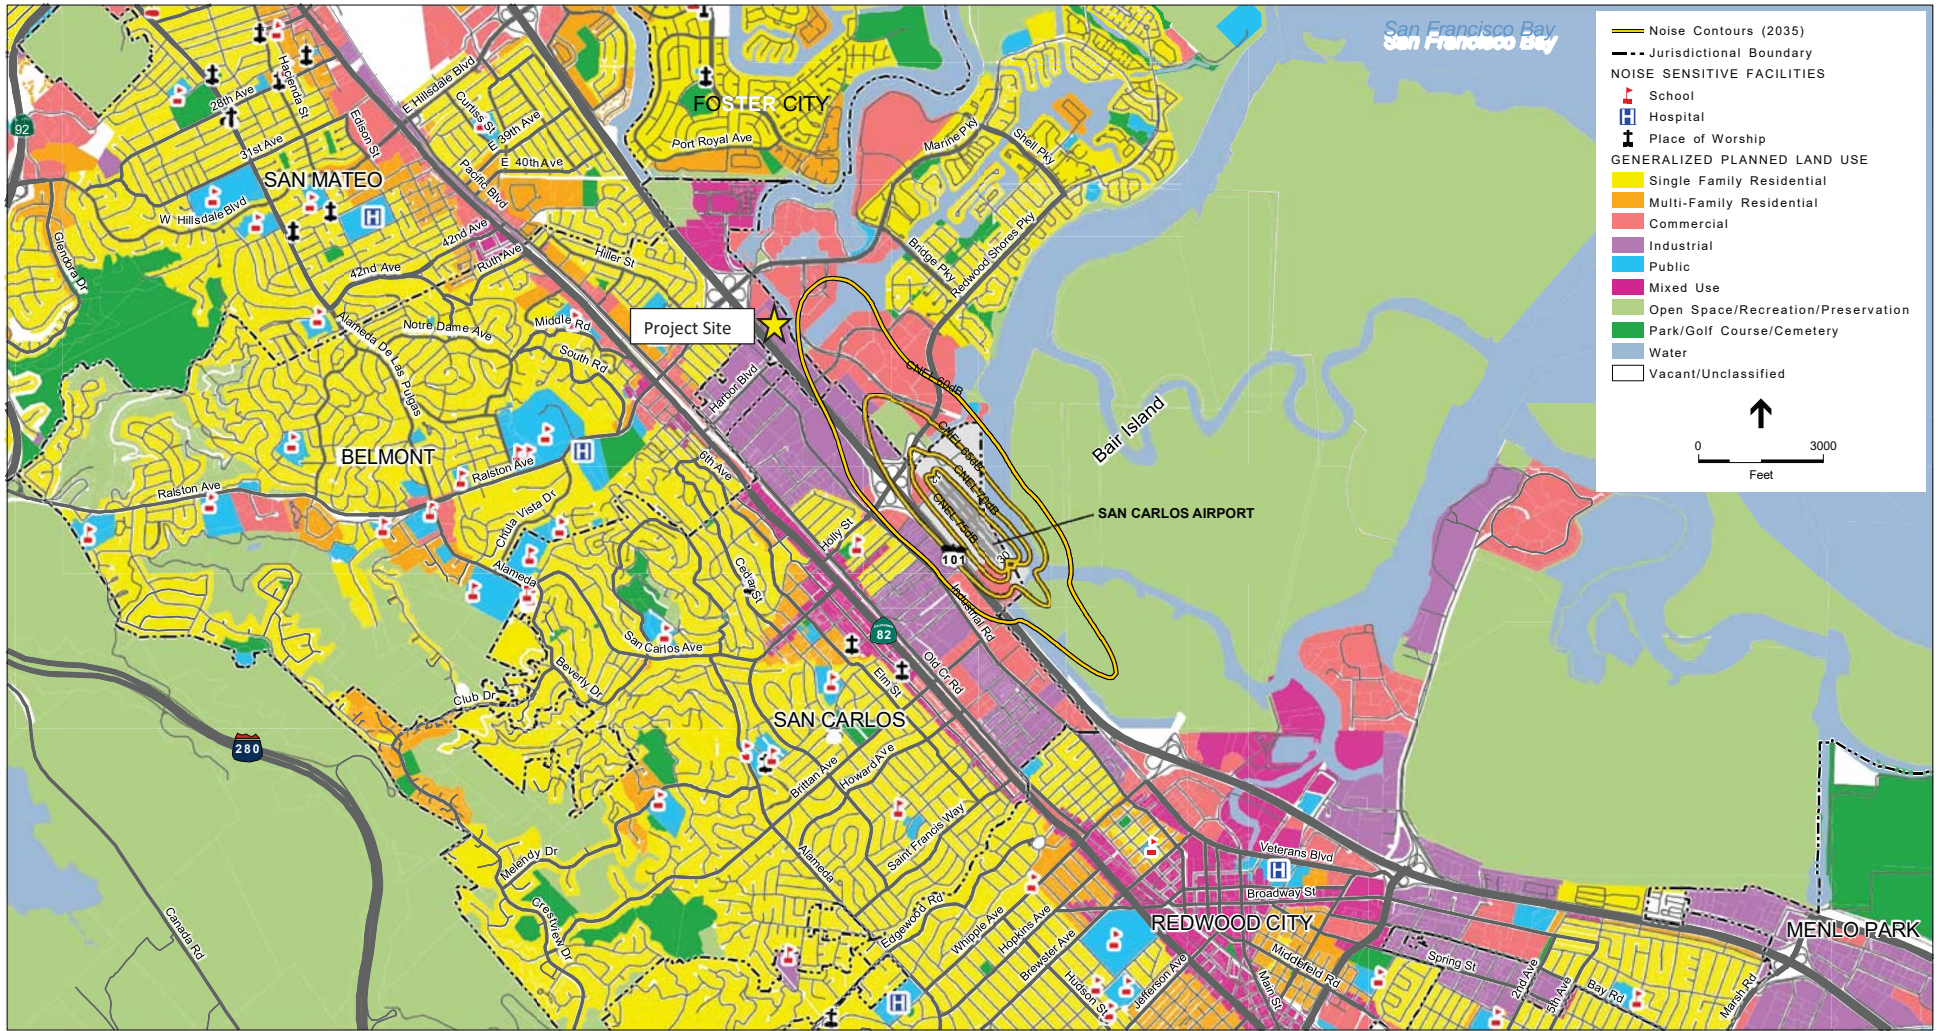 San Francisco Bay
San Francisco Bay
Noise Contours (2035)
Jurisdictional Boundary
NOISE SENSITIVE FACILITIES
School
H
Hospital
Place of Worship
GENERALIZED PLANNED LAND USE
Single Family Residential
Multi-Family Residential
Commercial
Industrial
Public
Mixed Use
Open Space/Recreation/Preservation
Park/Golf Course/Cemetery
Water
Vacant/Unclassified
0 3000
Feet
92
28th Ave
Hacienda St
31st Ave
Edison St
E Hillsdale Blvd
Curtiss St
E 39th Ave
E 40th Ave
Pacific Blvd
FOSTER CITY
Port Royal Ave
Marine Pky
Shell Pky
SAN MATEO
W Hillsdale Blvd
H
42nd Ave
Ruth Ave
Hiller St
42nd Ave
Glendora Dr
Bridge Pky
Redwood Shores Pky
Project Site
Alameda De Las Pulgas
Notre Dame Ave
Middle Rd
South Rd
Harbor Blvd
CNEL 60dB
CNEL 65dB
CNEL 70dB
CNEL 75dB
30
Bair Island
SAN CARLOS AIRPORT
101
BELMONT
H
Ralston Ave
Ralston Ave
6th Ave
Chula Vista Dr
Alameda
Holly St
Cedar St
Industrial Rd
82
San Carlos Ave
Beverly Dr
Club Dr
Elm St
Old Cr Rd
SAN CARLOS
280
Brittan Ave
Howard Ave
Saint Francis Way
Alameda
Melendy Dr
Crestview Dr
Canada Rd
Edgewood Rd
Whipple Ave
Hopkins Ave
Brewster Ave
Hudson St
Jefferson Ave
H
Veterans Blvd
H
Broadway St
REDWOOD CITY
Middlefield Rd
Main St
Spring St
2nd Ave
5th Ave
Bay Rd
Marsh Rd
MENLO PARK